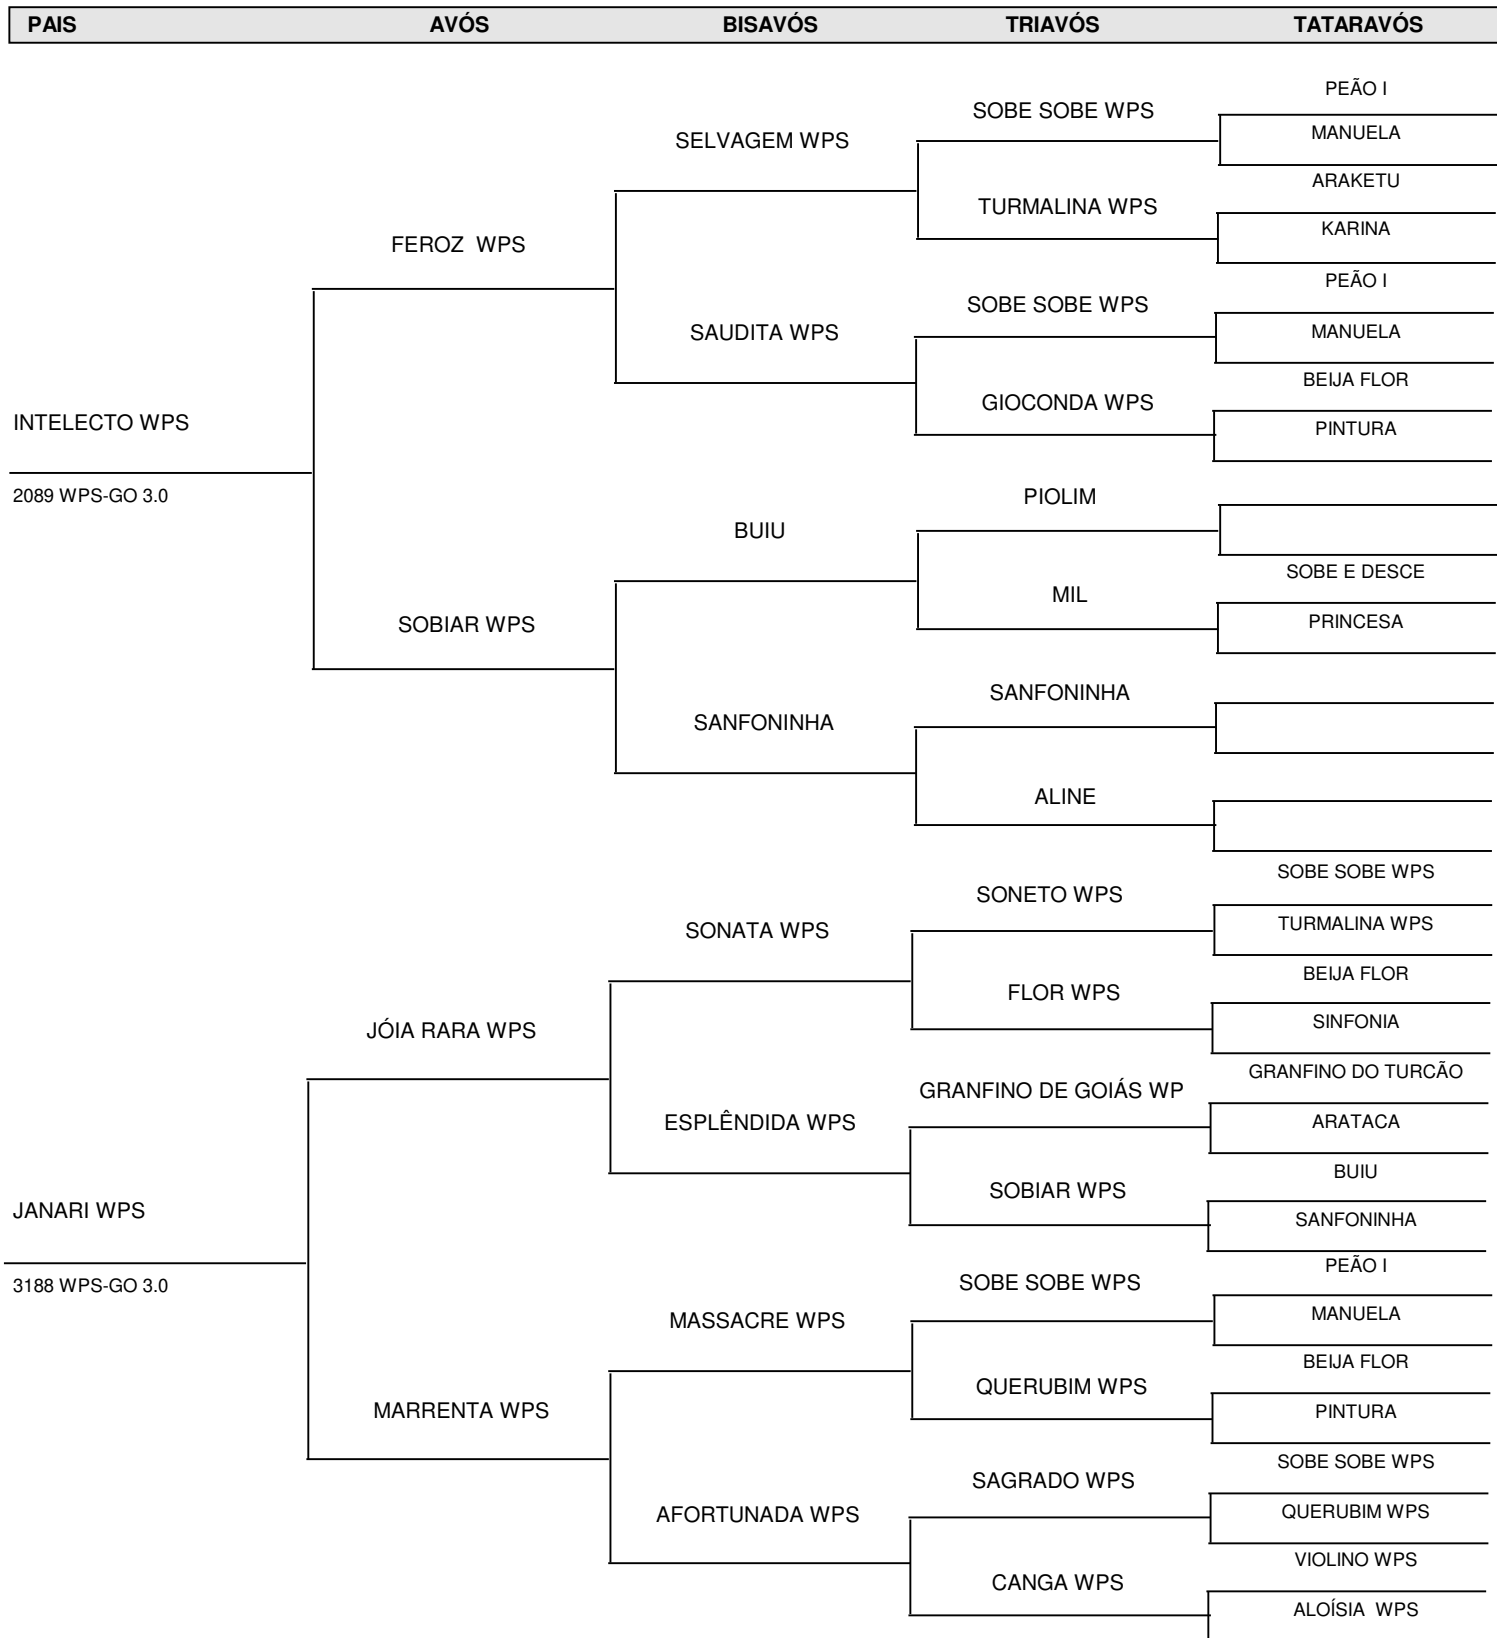 PAIS AVÓS BISAVÓS TRIAVÓS TATARAVÓS
PEÃO I
SOBE SOBE WPS
MANUELA
SELVAGEM WPS
ARAKETU
TURMALINA WPS
KARINA
FEROZ WPS
PEÃO I
SOBE SOBE WPS
MANUELA
SAUDITA WPS
BEIJA FLOR
GIOCONDA WPS
PINTURA
INTELECTO WPS
2089 WPS-GO 3.0
PIOLIM
BUIU
SOBE E DESCE
MIL
PRINCESA
SOBIAR WPS
SANFONINHA
SANFONINHA
ALINE
SOBE SOBE WPS
SONETO WPS
TURMALINA WPS
SONATA WPS
BEIJA FLOR
FLOR WPS
SINFONIA
JÓIA RARA WPS
GRANFINO DO TURCÃO
GRANFINO DE GOIÁS WP
ARATACA
ESPLÊNDIDA WPS
BUIU
SOBIAR WPS
SANFONINHA
JANARI WPS
3188 WPS-GO 3.0
PEÃO I
SOBE SOBE WPS
MANUELA
MASSACRE WPS
BEIJA FLOR
QUERUBIM WPS
PINTURA
MARRENTA WPS
SOBE SOBE WPS
SAGRADO WPS
QUERUBIM WPS
AFORTUNADA WPS
VIOLINO WPS
CANGA WPS
ALOÍSIA WPS